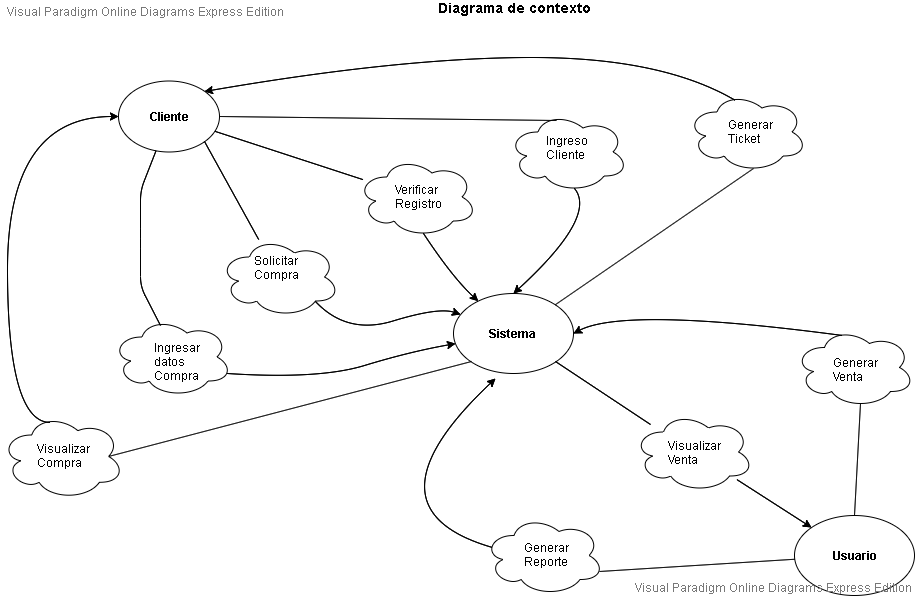 Visual Paradigm Online Diagrams Express Edition
Diagrama de contexto
Cliente
Generar
Ticket
Ingreso
Cliente
Verificar
Registro
Solicitar
Compra
Sistema
Ingresar
datos
Compra
Generar
Venta
Visualizar
Compra
Visualizar
Venta
Generar
Reporte
Usuario
Visual Paradigm Online Diagrams Express Edition